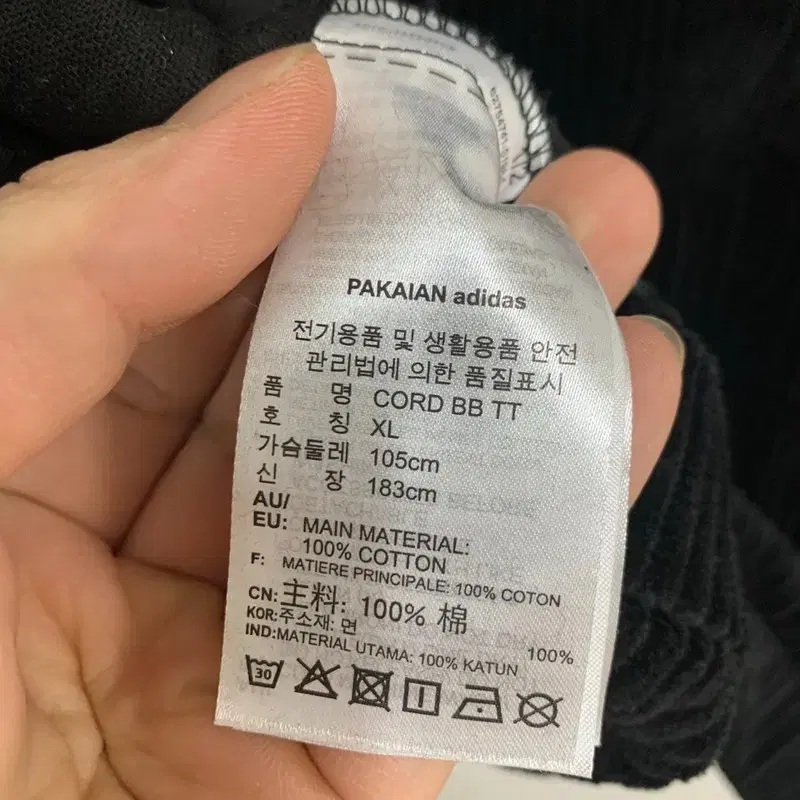 1/2
PAKAIAN adidas
전기용품 및 생활용품 안전
관리법에 의한 품질표시
품 명 CORD BB TT
호 칭 XL
가슴둘레 105cm
신 장 183cm
AU/
EU: MAIN MATERIAL:
100% COTTON
F: MATIERE PRINCIPALE: 100% COTON
CN:主料: 100% 棉
KOR:주소재: 면 100%
IND:MATERIAL UTAMA: 100% KATUN
30